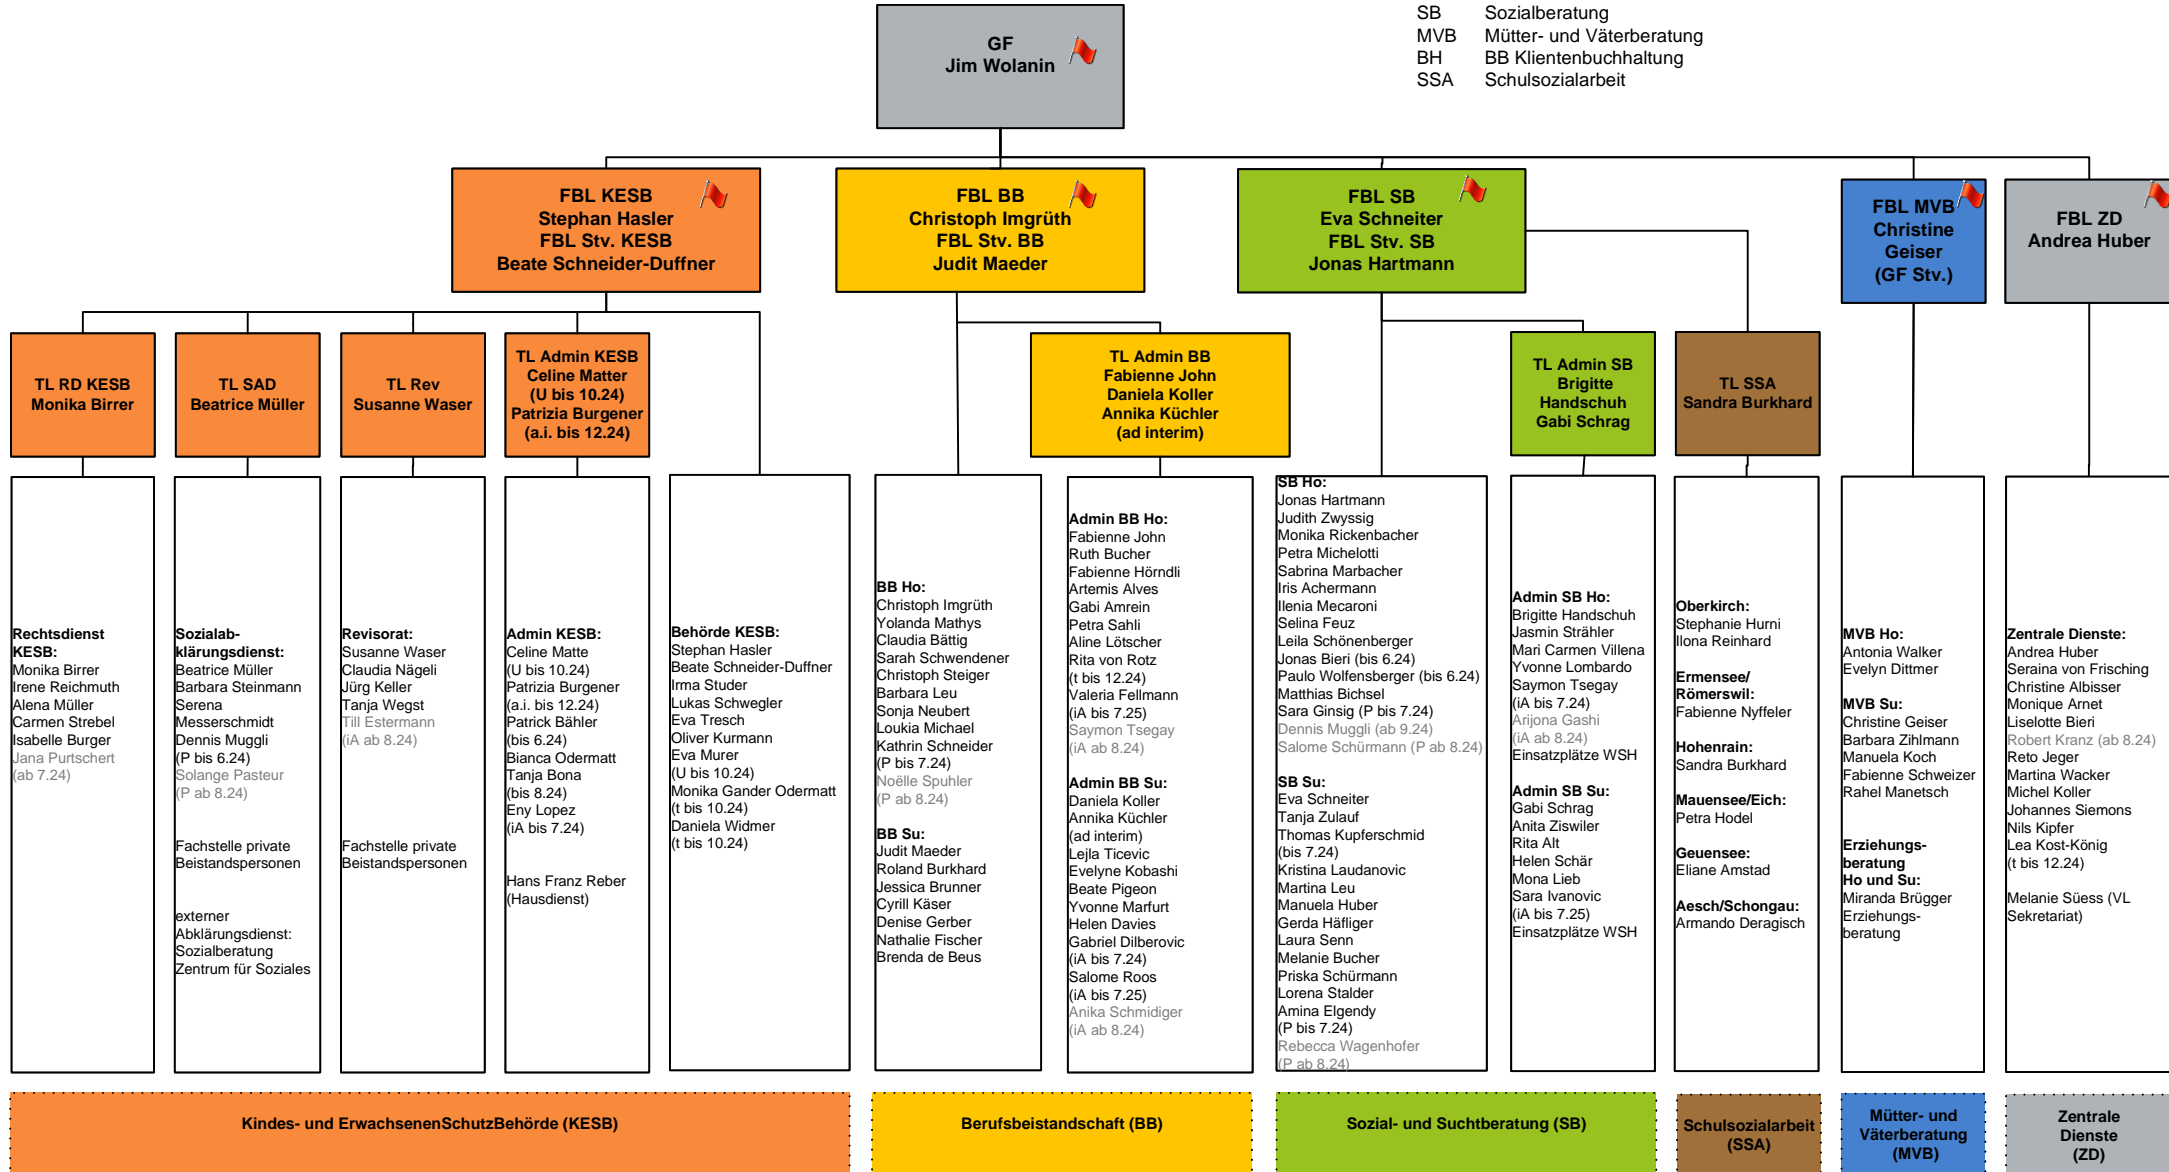 SB Sozialberatung
MVB Mütter- und Väterberatung
BH BB Klientenbuchhaltung
SSA Schulsozialarbeit
GF
Jim Wolanin
FBL KESB
Stephan Hasler
FBL Stv. KESB
Beate Schneider-Duffner
FBL BB
Christoph Imgrüth
FBL Stv. BB
Judit Maeder
FBL SB
Eva Schneiter
FBL Stv. SB
Jonas Hartmann
FBL MVB
Christine
Geiser
(GF Stv.)
FBL ZD
Andrea Huber
TL RD KESB
Monika Birrer
TL SAD
Beatrice Müller
TL Rev
Susanne Waser
TL Admin KESB
Celine Matter
(U bis 10.24)
Patrizia Burgener
(a.i. bis 12.24)
TL Admin BB
Fabienne John
Daniela Koller
Annika Küchler
(ad interim)
TL Admin SB
Brigitte
Handschuh
Gabi Schrag
TL SSA
Sandra Burkhard
Rechtsdienst
KESB:
Monika Birrer
Irene Reichmuth
Alena Müller
Carmen Strebel
Isabelle Burger
Jana Purtschert
(ab 7.24)
Sozialab-
klärungsdienst:
Beatrice Müller
Barbara Steinmann
Serena
Messerschmidt
Dennis Muggli
(P bis 6.24)
Solange Pasteur
(P ab 8.24)
Fachstelle private
Beistandspersonen
externer
Abklärungsdienst:
Sozialberatung
Zentrum für Soziales
Revisorat:
Susanne Waser
Claudia Nägeli
Jürg Keller
Tanja Wegst
Till Estermann
(iA ab 8.24)
Fachstelle private
Beistandspersonen
Admin KESB:
Celine Matte
(U bis 10.24)
Patrizia Burgener
(a.i. bis 12.24)
Patrick Bähler
(bis 6.24)
Bianca Odermatt
Tanja Bona
(bis 8.24)
Eny Lopez
(iA bis 7.24)
Hans Franz Reber
(Hausdienst)
Behörde KESB:
Stephan Hasler
Beate Schneider-Duffner
Irma Studer
Lukas Schwegler
Eva Tresch
Oliver Kurmann
Eva Murer
(U bis 10.24)
Monika Gander Odermatt
(t bis 10.24)
Daniela Widmer
(t bis 10.24)
BB Ho:
Christoph Imgrüth
Yolanda Mathys
Claudia Bättig
Sarah Schwendener
Christoph Steiger
Barbara Leu
Sonja Neubert
Loukia Michael
Kathrin Schneider
(P bis 7.24)
Noëlle Spuhler
(P ab 8.24)
BB Su:
Judit Maeder
Roland Burkhard
Jessica Brunner
Cyrill Käser
Denise Gerber
Nathalie Fischer
Brenda de Beus
Admin BB Ho:
Fabienne John
Ruth Bucher
Fabienne Hörndli
Artemis Alves
Gabi Amrein
Petra Sahli
Aline Lötscher
Rita von Rotz
(t bis 12.24)
Valeria Fellmann
(iA bis 7.25)
Saymon Tsegay
(iA ab 8.24)
Admin BB Su:
Daniela Koller
Annika Küchler
(ad interim)
Lejla Ticevic
Evelyne Kobashi
Beate Pigeon
Yvonne Marfurt
Helen Davies
Gabriel Dilberovic
(iA bis 7.24)
Salome Roos
(iA bis 7.25)
Anika Schmidiger
(iA ab 8.24)
SB Ho:
Jonas Hartmann
Judith Zwyssig
Monika Rickenbacher
Petra Michelotti
Sabrina Marbacher
Iris Achermann
Ilenia Mecaroni
Selina Feuz
Leila Schönenberger
Jonas Bieri (bis 6.24)
Paulo Wolfensberger (bis 6.24)
Matthias Bichsel
Sara Ginsig (P bis 7.24)
Dennis Muggli (ab 9.24)
Salome Schürmann (P ab 8.24)
SB Su:
Eva Schneiter
Tanja Zulauf
Thomas Kupferschmid
(bis 7.24)
Kristina Laudanovic
Martina Leu
Manuela Huber
Gerda Häfliger
Laura Senn
Melanie Bucher
Priska Schürmann
Lorena Stalder
Amina Elgendy
(P bis 7.24)
Rebecca Wagenhofer
(P ab 8.24)
Admin SB Ho:
Brigitte Handschuh
Jasmin Strähler
Mari Carmen Villena
Yvonne Lombardo
Saymon Tsegay
(iA bis 7.24)
Arijona Gashi
(iA ab 8.24)
Einsatzplätze WSH
Admin SB Su:
Gabi Schrag
Anita Ziswiler
Rita Alt
Helen Schär
Mona Lieb
Sara Ivanovic
(iA bis 7.25)
Einsatzplätze WSH
Oberkirch:
Stephanie Hurni
Ilona Reinhard
Ermensee/
Römerswil:
Fabienne Nyffeler
Hohenrain:
Sandra Burkhard
Mauensee/Eich:
Petra Hodel
Geuensee:
Eliane Amstad
Aesch/Schongau:
Armando Deragisch
MVB Ho:
Antonia Walker
Evelyn Dittmer
MVB Su:
Christine Geiser
Barbara Zihlmann
Manuela Koch
Fabienne Schweizer
Rahel Manetsch
Erziehungs-
beratung
Ho und Su:
Miranda Brügger
Erziehungs-
beratung
Zentrale Dienste:
Andrea Huber
Seraina von Frisching
Christine Albisser
Monique Arnet
Liselotte Bieri
Robert Kranz (ab 8.24)
Reto Jeger
Martina Wacker
Michel Koller
Johannes Siemons
Nils Kipfer
Lea Kost-König
(t bis 12.24)
Melanie Süess (VL
Sekretariat)
Kindes- und ErwachsenenSchutzBehörde (KESB)
Berufsbeistandschaft (BB)
Sozial- und Suchtberatung (SB)
Schulsozialarbeit
(SSA)
Mütter- und
Väterberatung
(MVB)
Zentrale
Dienste
(ZD)